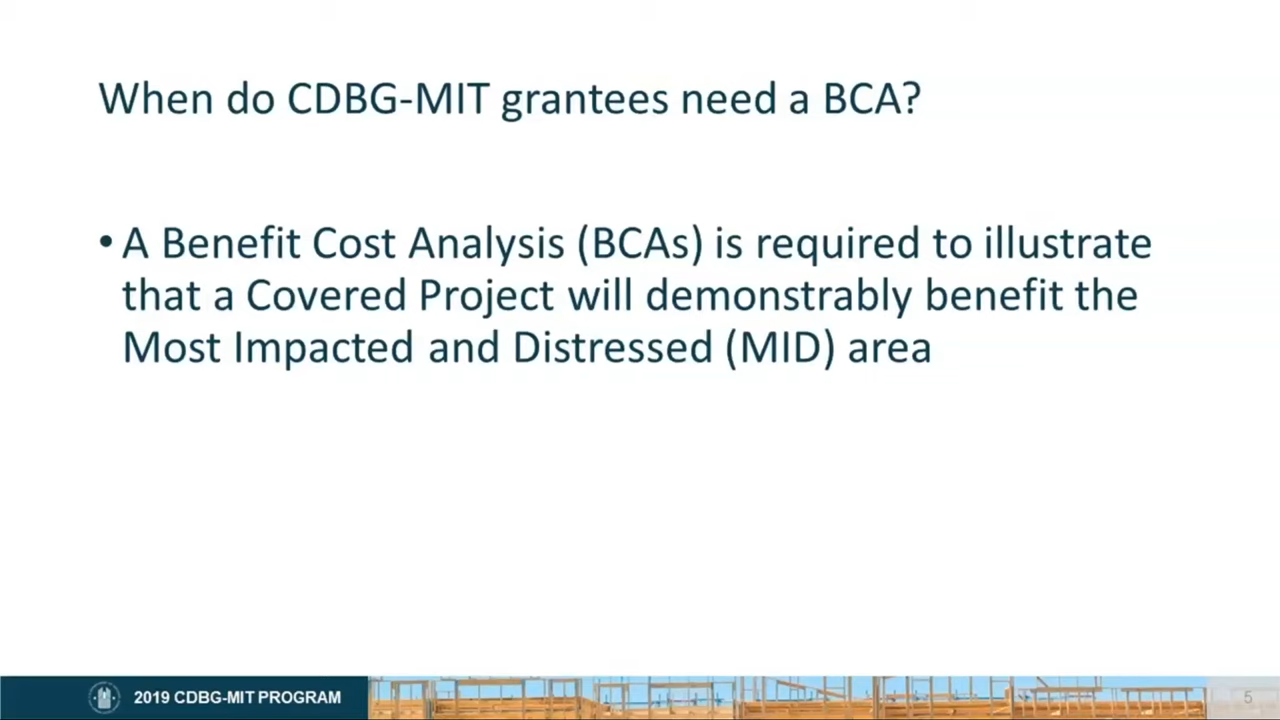 When do CDBG-MIT grantees need a BCA?
• A Benefit Cost Analysis (BCAs) is required to illustrate
that a Covered Project will demonstrably benefit the
Most Impacted and Distressed (MID) area
2019 CDBG-MIT PROGRAM
5